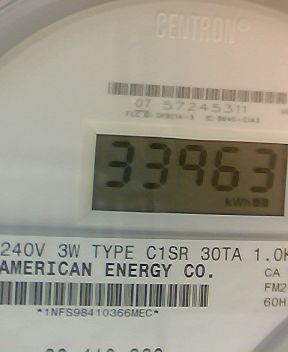 CENTRON®
07 57245311
33963
kWh
240V 3W TYPE C1SR 30TA 1.0K
AMERICAN ENERGY CO.
CA
FM2
60H
*1NFS98410366MEC*